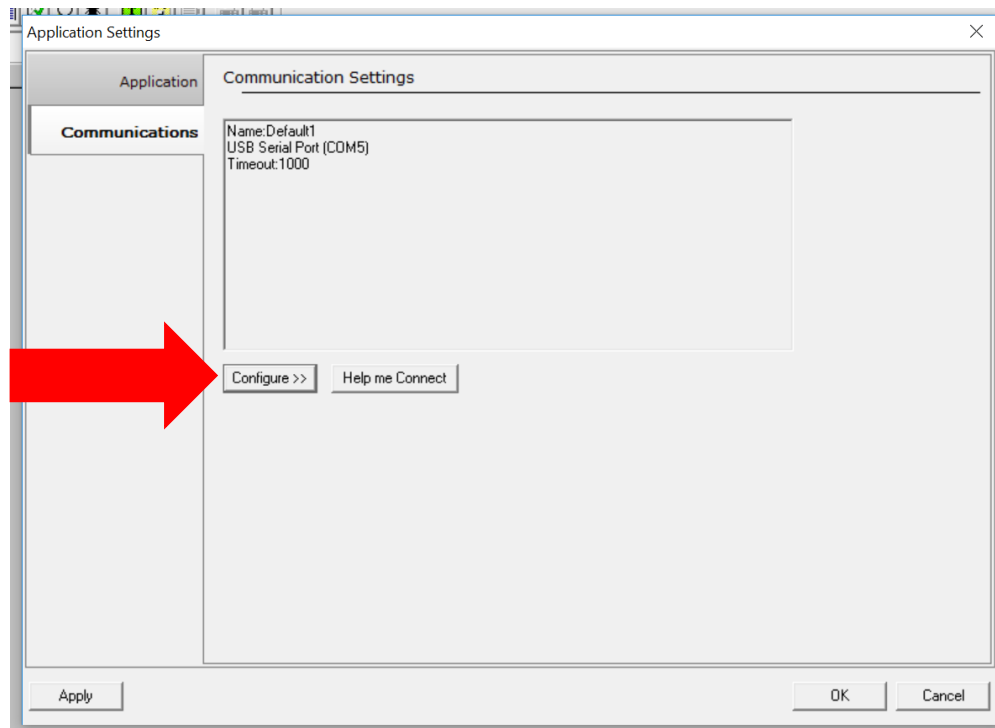 Application Settings
Application
Communication Settings
Communications
Name:Default1
USB Serial Port (COM5)
Timeout:1000
Configure >>
Help me Connect
Apply
OK
Cancel